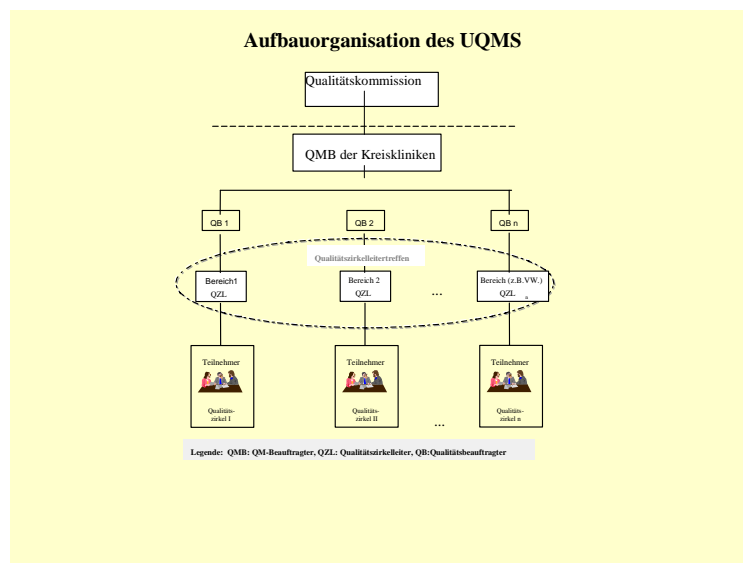 Aufbauorganisation des UQMS
Qualitätskommission
QMB der Kreiskliniken
QB 1
QB 2
QB n
Qualitätszirkelleitertreffen
Bereich1
QZL
Bereich 2
QZL
...
Bereich (z.B.VW.)
QZL n
Teilnehmer
Teilnehmer
Teilnehmer
Qualitäts-
zirkel I
Qualitäts-
zirkel II
...
Qualitäts-
zirkel n
Legende: QMB: QM-Beauftragter, QZL: Qualitätszirkelleiter, QB:Qualitätsbeauftragter